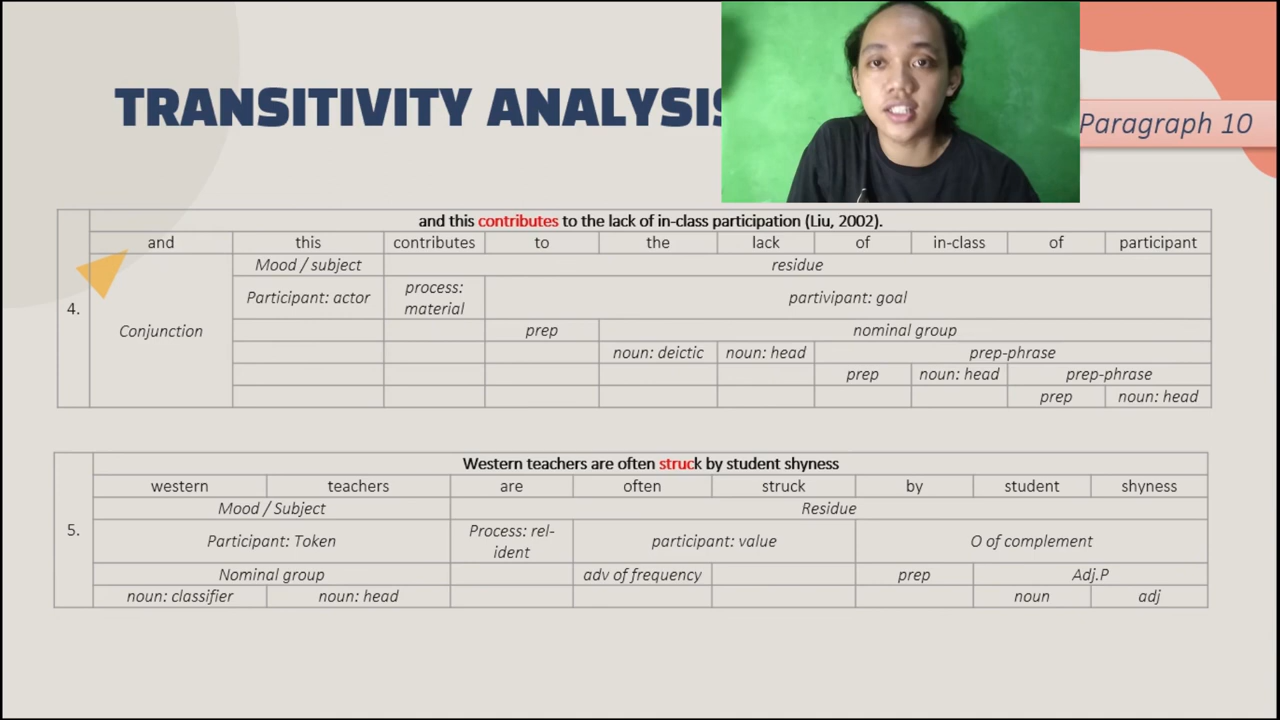 TRANSITIVITY ANALYSIS
Paragraph 10
and this contributes to the lack of in-class participation (Liu, 2002).
and this contributes to the lack of in-class of participant
Mood / subject residue
Participant: actor process: material partivipant: goal
4.
Conjunction
prep nominal group
noun: deictic noun: head prep-phrase
prep noun: head prep-phrase
prep noun: head
Western teachers are often struck by student shyness
western teachers are often struck by student shyness
Mood / Subject Residue
5.
Participant: Token Process: rel-ident participant: value O of complement
Nominal group adv of frequency prep Adj.P
noun: classifier noun: head noun adj